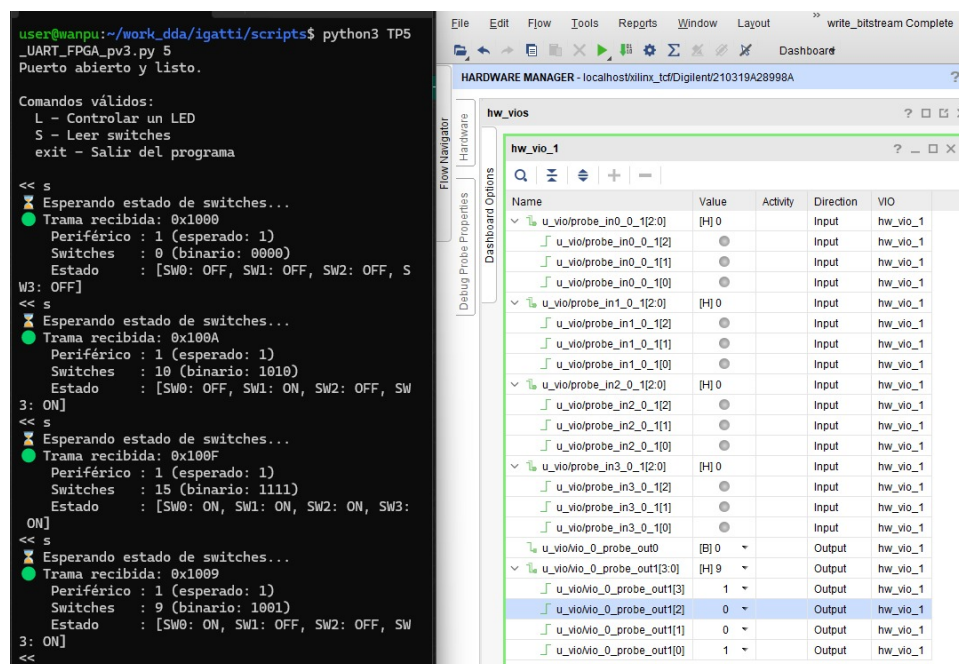 user@wanpu:~/work_dda/igatti/scripts$ python3 TP5
_UART_FPGA_pv3.py 5
Puerto abierto y listo.
Comandos válidos:
L – Controlar un LED
S – Leer switches
exit – Salir del programa
<< s
Esperando estado de switches...
Trama recibida: 0x1000
Periférico : 1 (esperado: 1)
Switches : 0 (binario: 0000)
Estado : [SW0: OFF, SW1: OFF, SW2: OFF, S
W3: OFF]
<< s
Esperando estado de switches...
Trama recibida: 0x100A
Periférico : 1 (esperado: 1)
Switches : 10 (binario: 1010)
Estado : [SW0: OFF, SW1: ON, SW2: OFF, SW
3: ON]
<< s
Esperando estado de switches...
Trama recibida: 0x100F
Periférico : 1 (esperado: 1)
Switches : 15 (binario: 1111)
Estado : [SW0: ON, SW1: ON, SW2: ON, SW3:
ON]
<< s
Esperando estado de switches...
Trama recibida: 0x1009
Periférico : 1 (esperado: 1)
Switches : 9 (binario: 1001)
Estado : [SW0: ON, SW1: OFF, SW2: OFF, SW
3: ON]
<<
File Edit Flow Tools Reports Window Layout » write_bitstream Complete
Dashboard
HARDWARE MANAGER - localhost/xilinx_tcf/Digilent/210319A28998A ?
Flow Navigator
Hardware
Debug Probe Properties
hw_vios
Dashboard Options
hw_vio_1
Name Value Activity Direction VIO
u_vio/probe_in0_0_1[2:0] [H] 0 Input hw_vio_1
u_vio/probe_in0_0_1[2] Input hw_vio_1
u_vio/probe_in0_0_1[1] Input hw_vio_1
u_vio/probe_in0_0_1[0] Input hw_vio_1
u_vio/probe_in1_0_1[2:0] [H] 0 Input hw_vio_1
u_vio/probe_in1_0_1[2] Input hw_vio_1
u_vio/probe_in1_0_1[1] Input hw_vio_1
u_vio/probe_in1_0_1[0] Input hw_vio_1
u_vio/probe_in2_0_1[2:0] [H] 0 Input hw_vio_1
u_vio/probe_in2_0_1[2] Input hw_vio_1
u_vio/probe_in2_0_1[1] Input hw_vio_1
u_vio/probe_in2_0_1[0] Input hw_vio_1
u_vio/probe_in3_0_1[2:0] [H] 0 Input hw_vio_1
u_vio/probe_in3_0_1[2] Input hw_vio_1
u_vio/probe_in3_0_1[1] Input hw_vio_1
u_vio/probe_in3_0_1[0] Input hw_vio_1
u_vio/vio_0_probe_out0 [B] 0 Output hw_vio_1
u_vio/vio_0_probe_out1[3:0] [H] 9 Output hw_vio_1
u_vio/vio_0_probe_out1[3] 1 Output hw_vio_1
u_vio/vio_0_probe_out1[2] 0 Output hw_vio_1
u_vio/vio_0_probe_out1[1] 0 Output hw_vio_1
u_vio/vio_0_probe_out1[0] 1 Output hw_vio_1